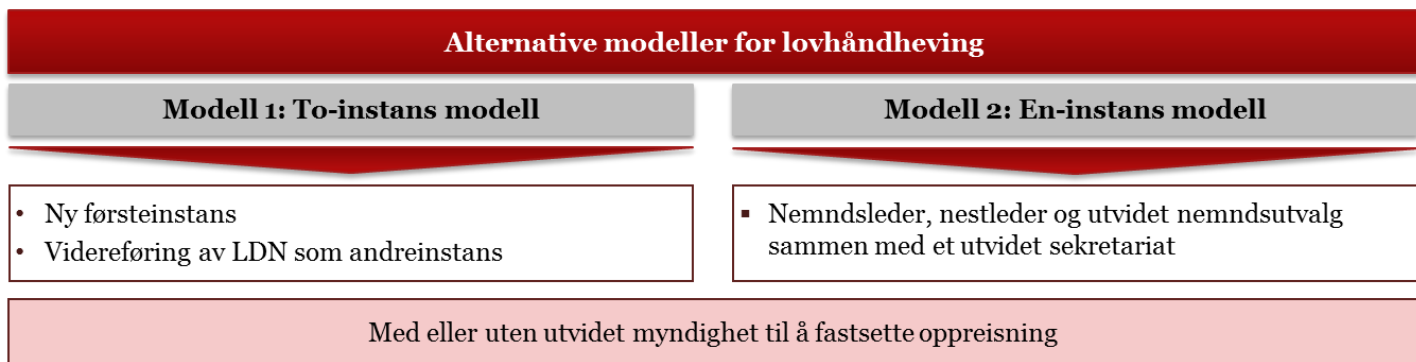 Alternative modeller for lovhåndheving
Modell 1: To-instans modell
• Ny førsteinstans
• Videreføring av LDN som andreinstans
Modell 2: En-instans modell
▪ Nemndsleder, nestleder og utvidet nemndsutvalg
sammen med et utvidet sekretariat
Med eller uten utvidet myndighet til å fastsette oppreisning